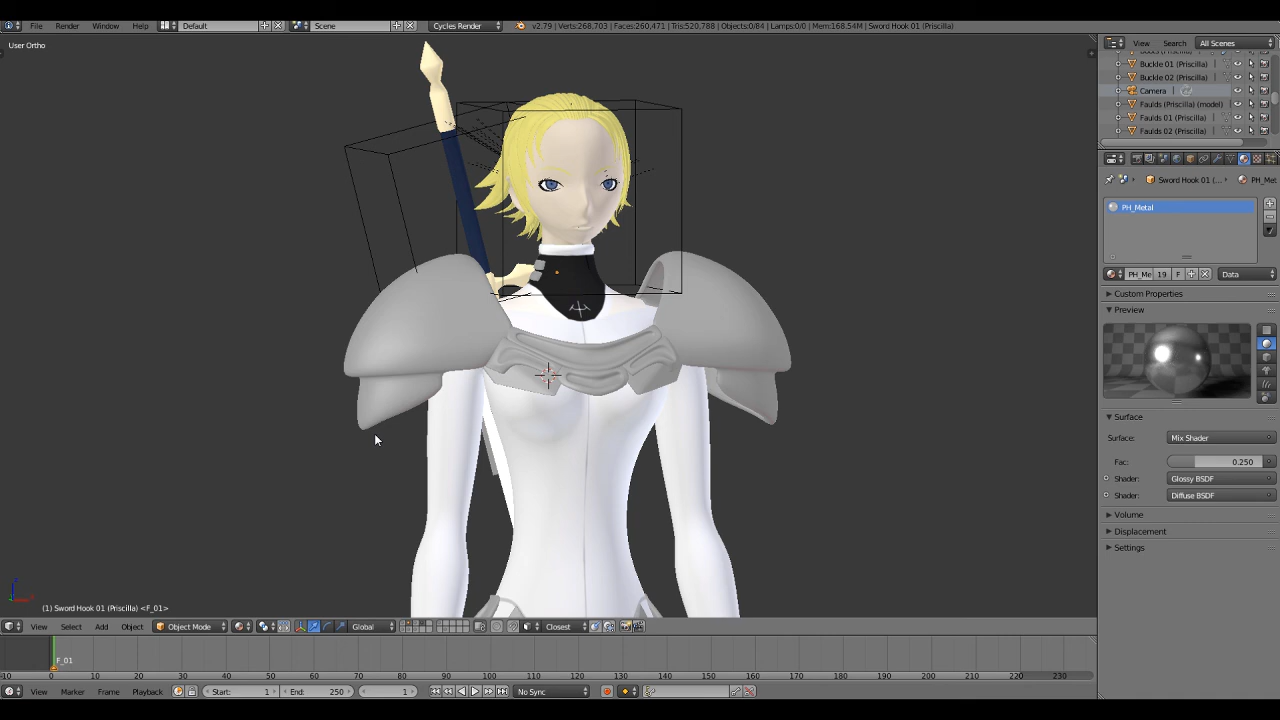 File Render Window Help Default Scene Cycles Render v2.79 | Verts:268,703 | Faces:260,471 | Tris:520,788 | Objects:0/84 | Lamps:0/0 | Mem:168.54M | Sword Hook 01 (Priscilla)
User Ortho
View Search All Scenes
Buckle 01 (Priscilla)
Buckle 02 (Priscilla)
Camera
Faulds (Priscilla) (model)
Faulds 01 (Priscilla)
Faulds 02 (Priscilla)
Sword Hook 01 (... PH_Met
PH_Metal
PH_Me 19 F Data
Custom Properties
Preview
Surface
Surface: Mix Shader
Fac: 0.250
Shader: Glossy BSDF
Shader: Diffuse BSDF
Volume
Displacement
Settings
(1) Sword Hook 01 (Priscilla) <F_01>
View Select Add Object Object Mode Global Closest
F_01
-10 0 10 20 30 40 50 60 70 80 90 100 110 120 130 140 150 160 170 180 190 200 210 220 230
View Marker Frame Playback Start: 1 End: 250 1 No Sync